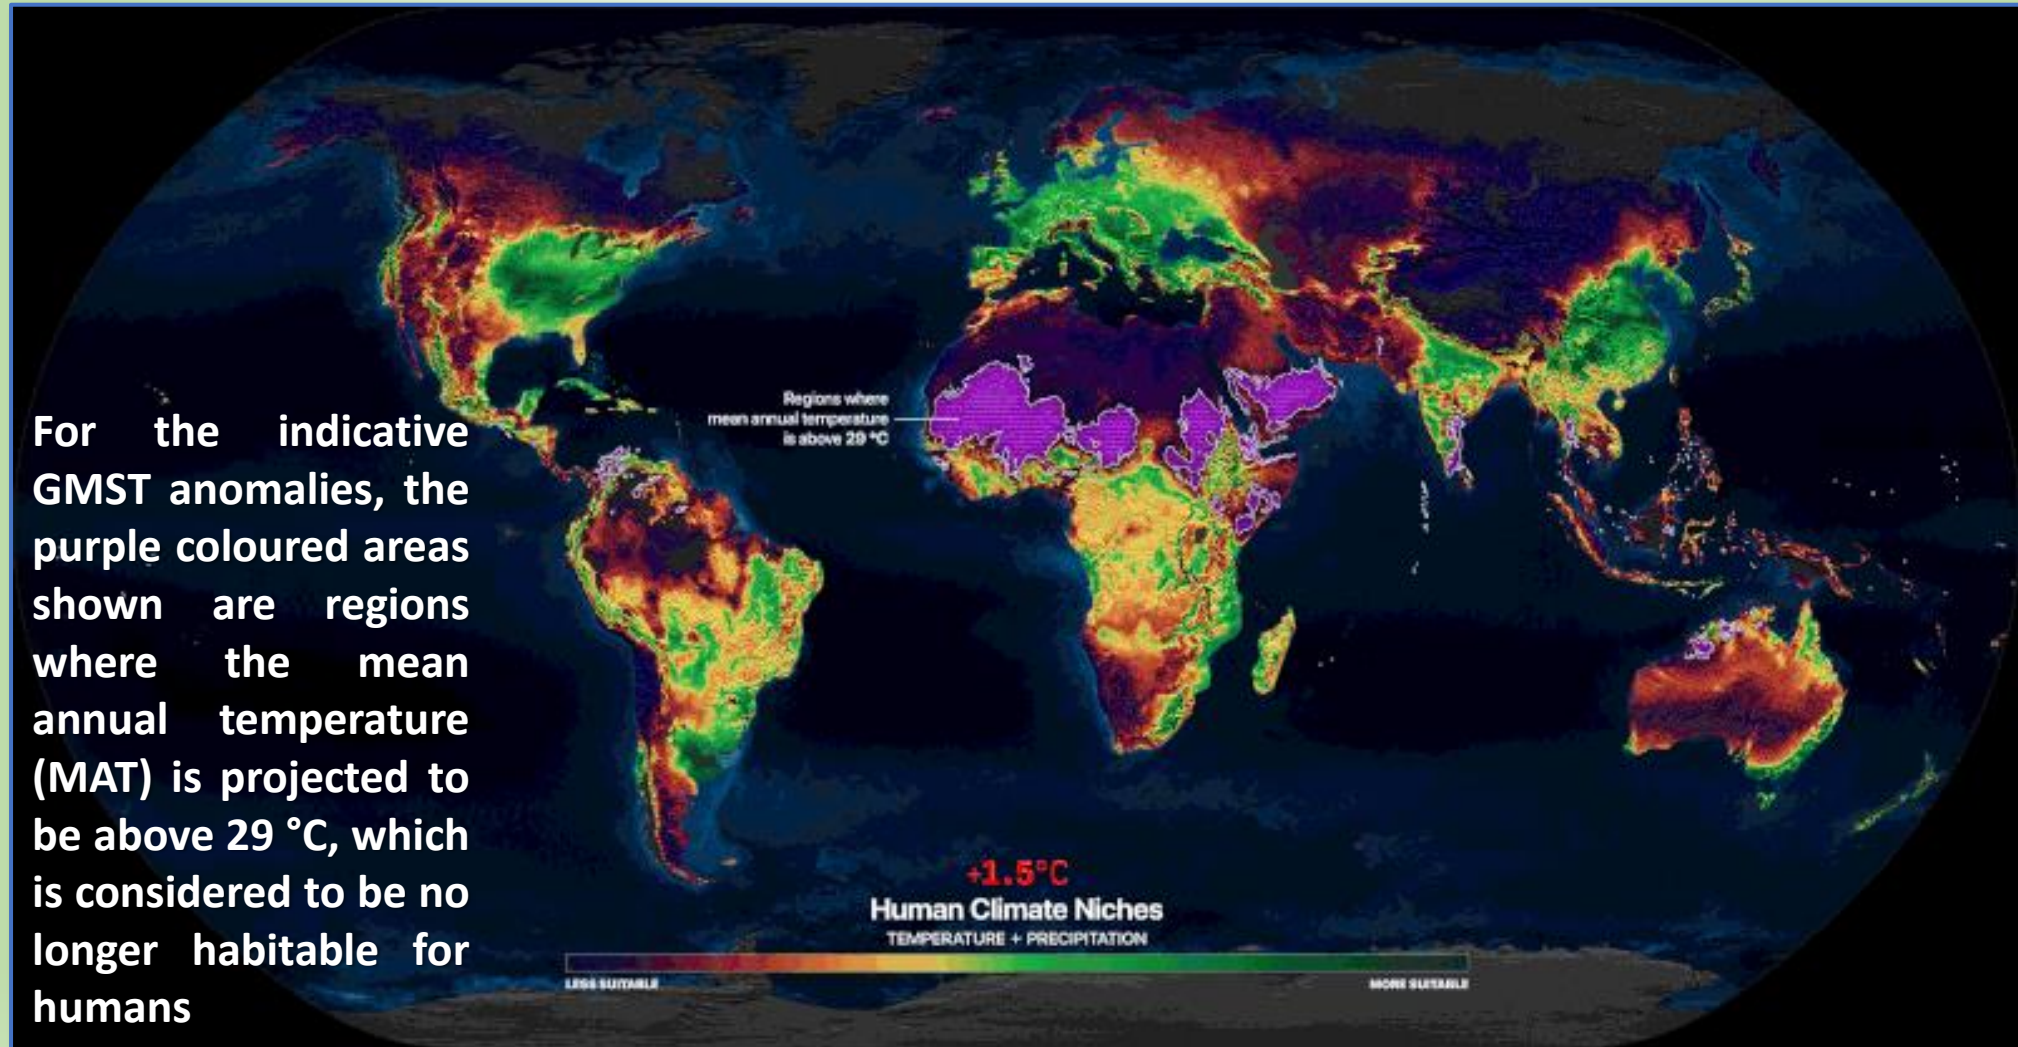 For the indicative
GMST anomalies, the
purple coloured areas
shown are regions
where the mean
annual temperature
(MAT) is projected to
be above 29 °C, which
is considered to be no
longer habitable for
humans
Regions where
mean annual temperature
is above 29 °C
+1.5°C
Human Climate Niches
TEMPERATURE + PRECIPITATION
LESS SUITABLE
MORE SUITABLE